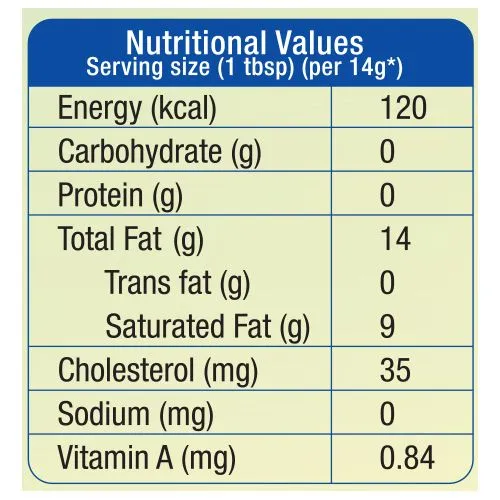 Nutritional Values
Serving size (1 tbsp) (per 14g*)
Energy (kcal) 120
Carbohydrate (g) 0
Protein (g) 0
Total Fat (g) 14
Trans fat (g) 0
Saturated Fat (g) 9
Cholesterol (mg) 35
Sodium (mg) 0
Vitamin A (mg) 0.84